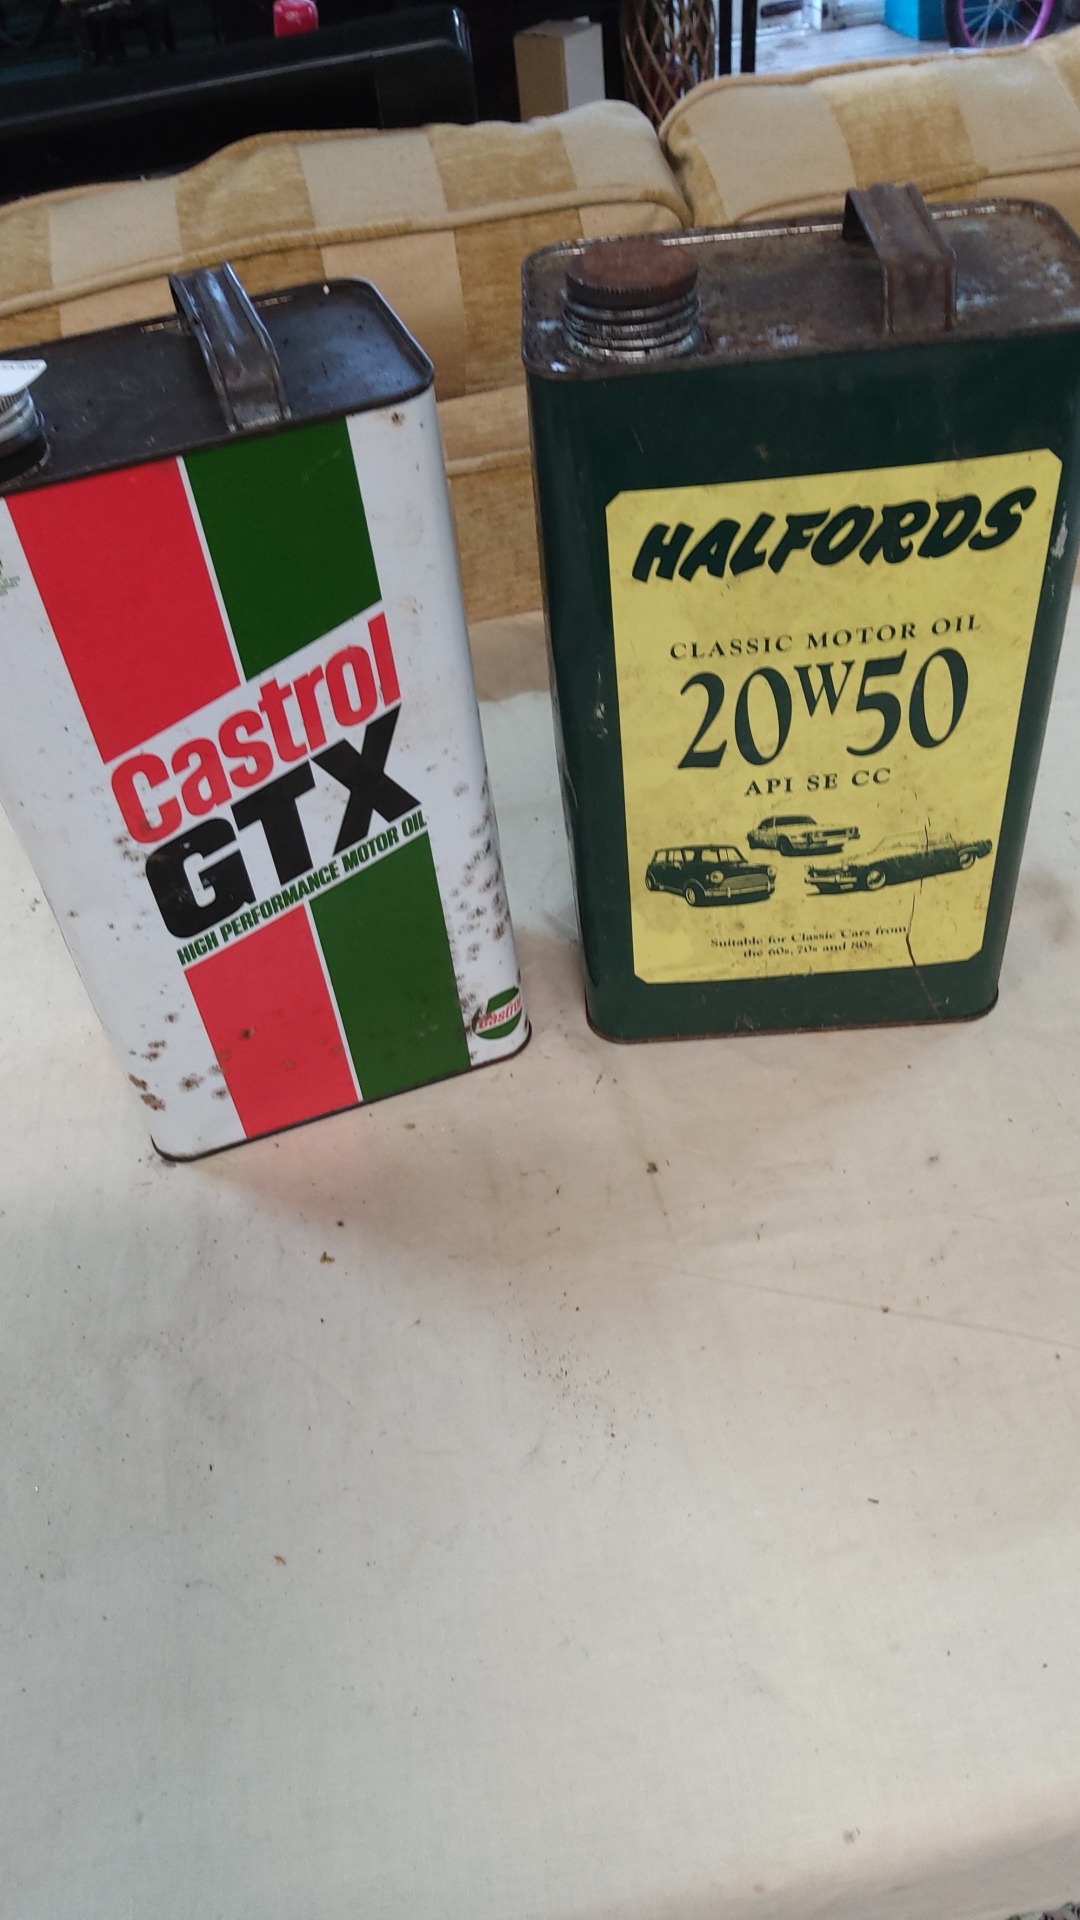 Castrol
GTX
HIGH PERFORMANCE MOTOR OIL
Castrol
HALFORDS
CLASSIC MOTOR OIL
20W50
API SE CC
Suitable for Classic Cars from
the 60s, 70s and 80s